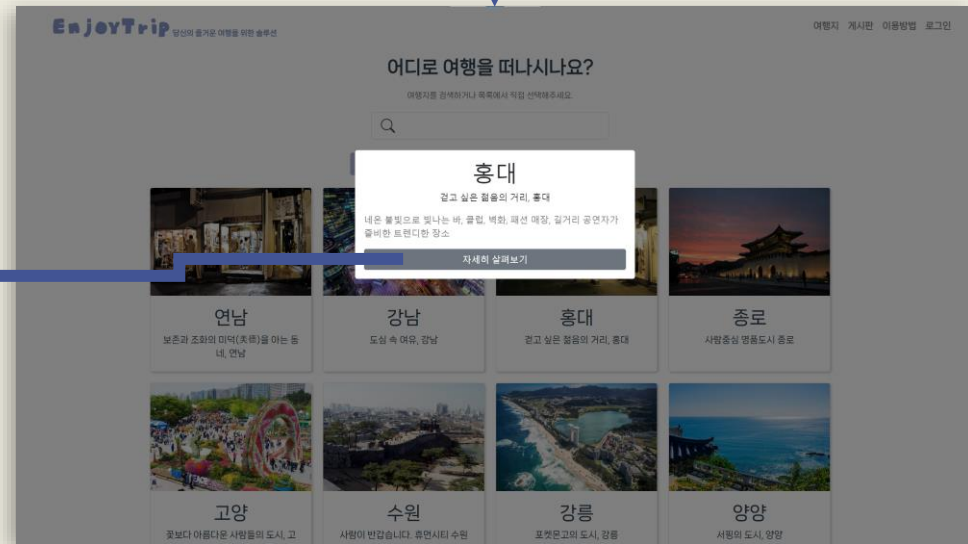 EnjoyTrip 당신의 즐거운 여행을 위한 솔루션
여행지 게시판 이용방법 로그인
어디로 여행을 떠나시나요?
여행지를 검색하거나 목록에서 직접 선택해주세요.
홍대
걷고 싶은 젊음의 거리, 홍대
네온 불빛으로 빛나는 바, 클럽, 벽화, 패션 매장, 길거리 공연자가
즐비한 트렌디한 장소
자세히 살펴보기
연남
보존과 조화의 미덕(美德)을 아는 동
네, 연남
강남
도심 속 여유, 강남
홍대
걷고 싶은 젊음의 거리, 홍대
종로
사람중심 명품도시 종로
고양
꽃보다 아름다운 사람들의 도시, 고
수원
사람이 반갑습니다. 휴먼시티 수원
강릉
포켓몬고의 도시, 강릉
양양
서핑의 도시, 양양